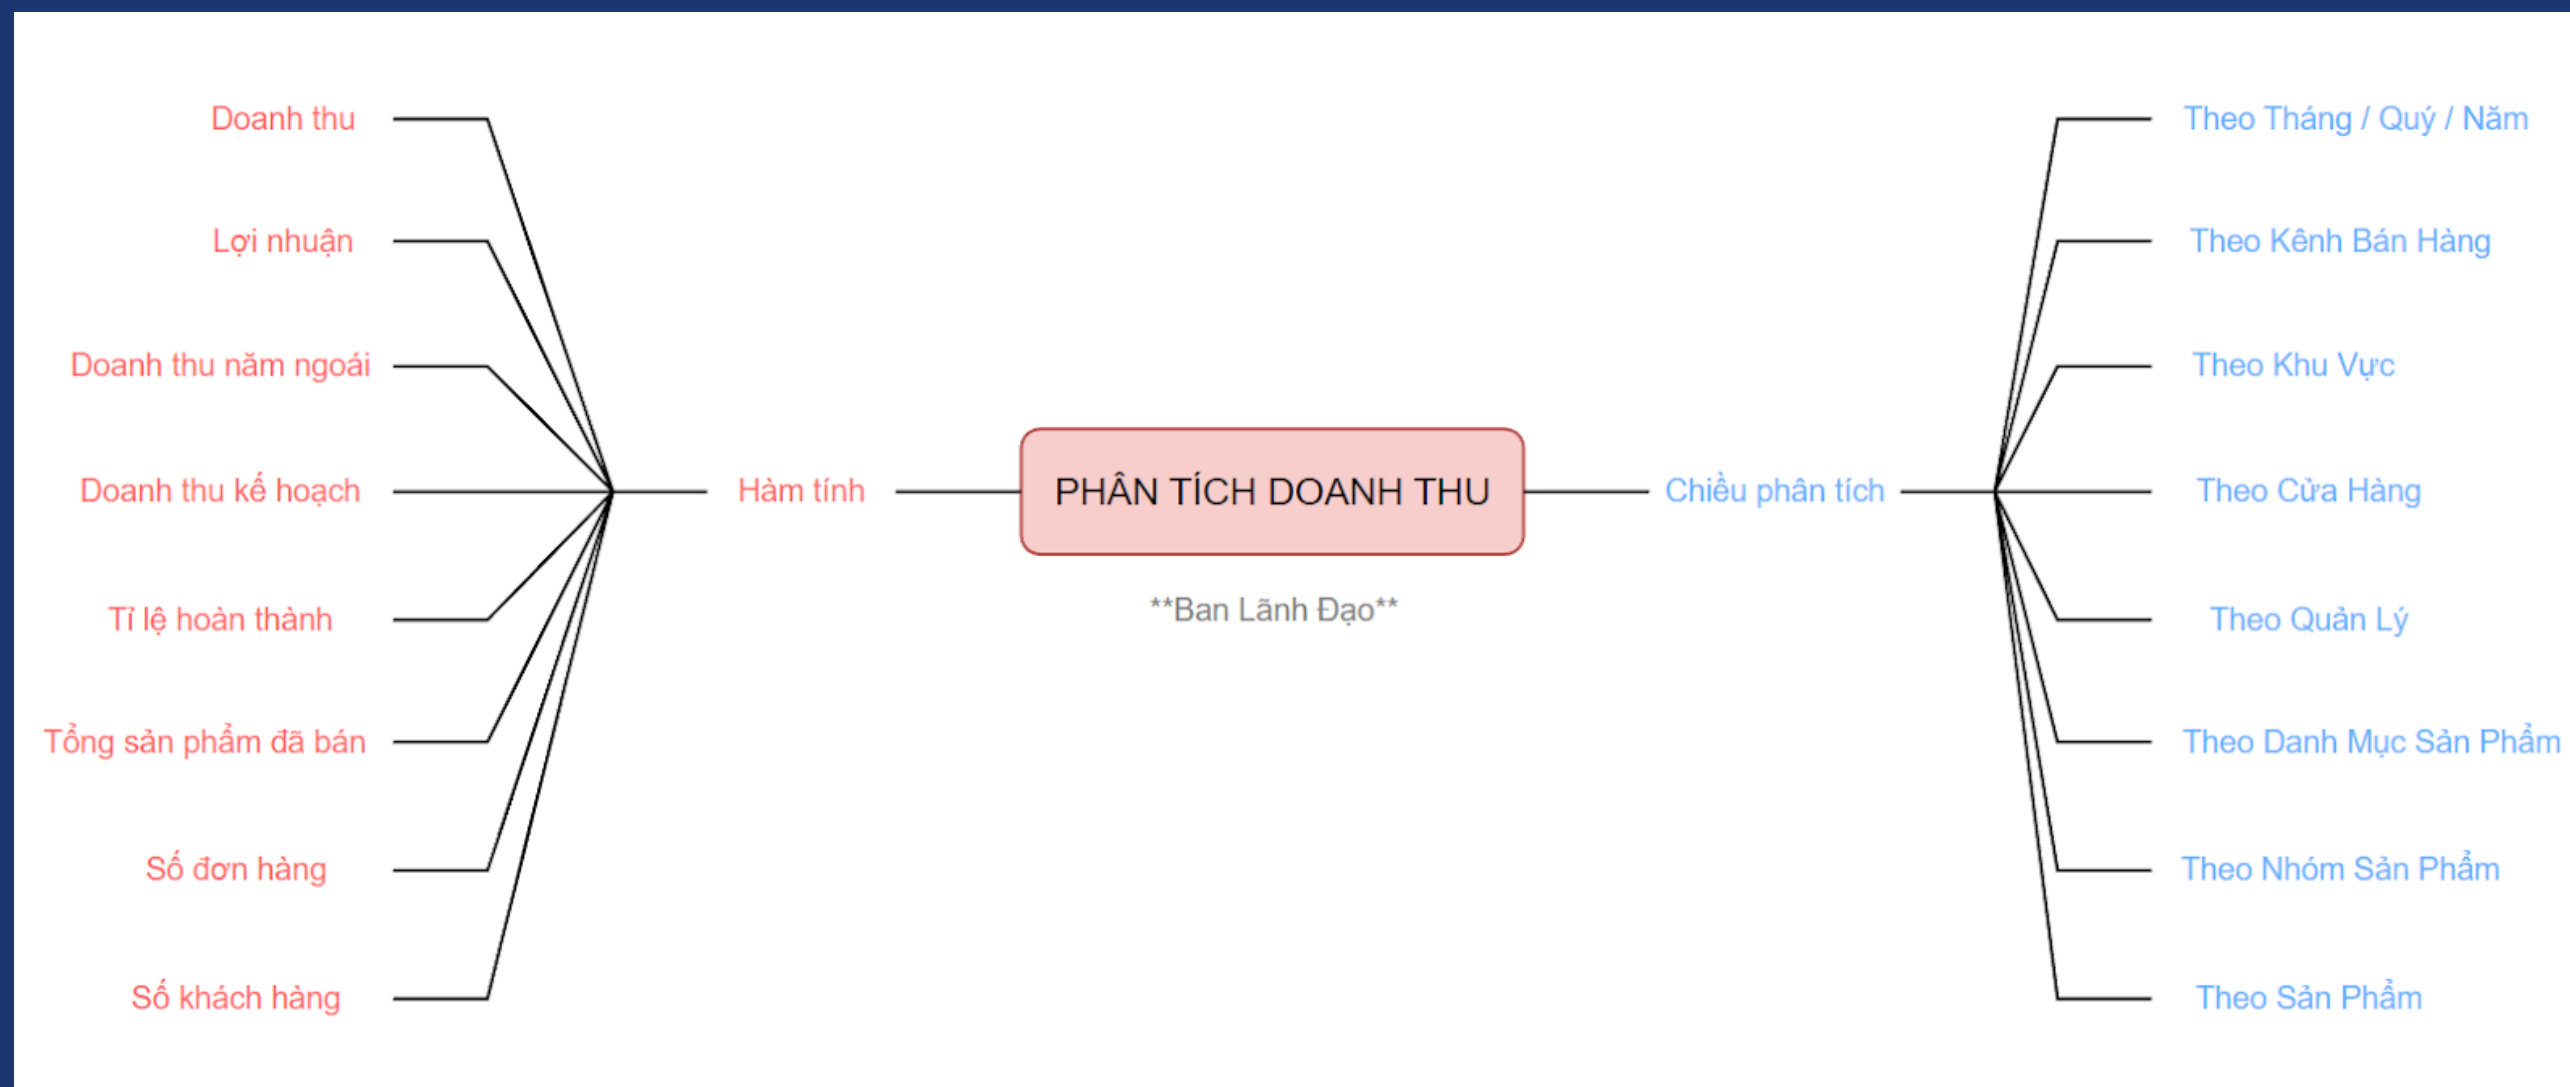 Doanh thu
Lợi nhuận
Doanh thu năm ngoái
Doanh thu kế hoạch
Tỉ lệ hoàn thành
Tổng sản phẩm đã bán
Số đơn hàng
Số khách hàng
Hàm tính
PHÂN TÍCH DOANH THU
**Ban Lãnh Đạo**
Chiều phân tích
Theo Tháng / Quý / Năm
Theo Kênh Bán Hàng
Theo Khu Vực
Theo Cửa Hàng
Theo Quản Lý
Theo Danh Mục Sản Phẩm
Theo Nhóm Sản Phẩm
Theo Sản Phẩm